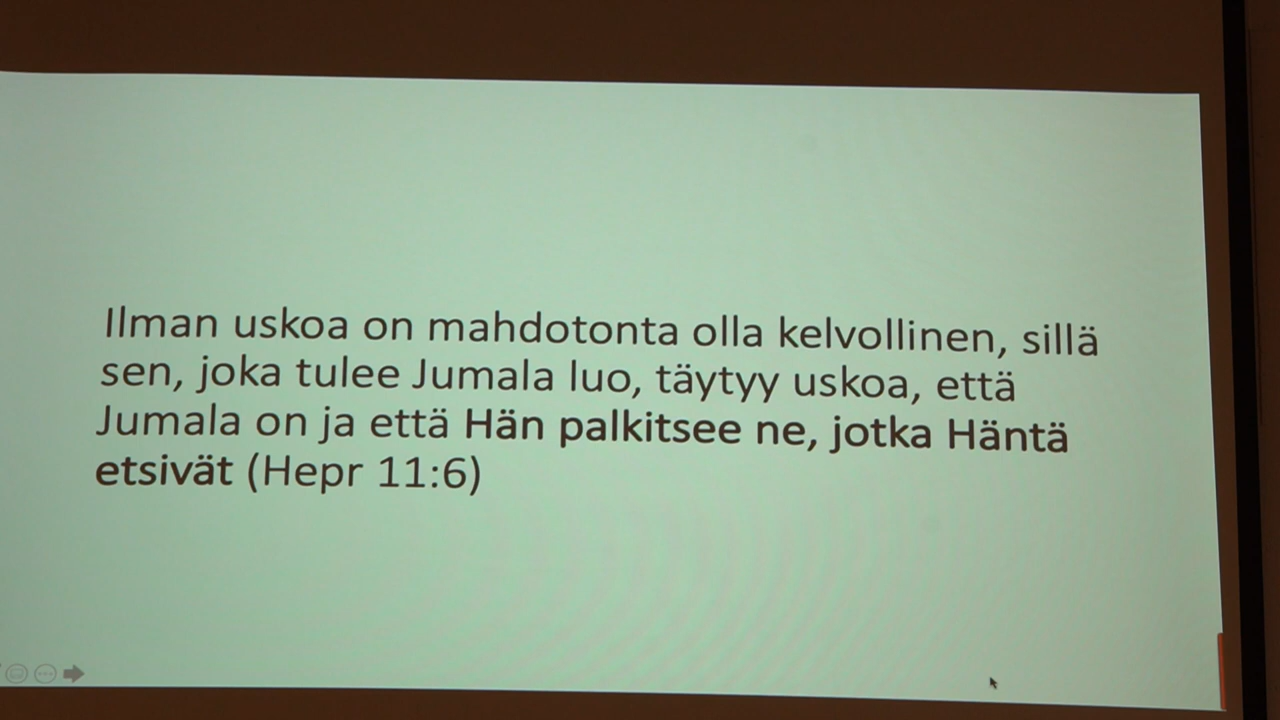 Ilman uskoa on mahdotonta olla kelvollinen, sillä
sen, joka tulee Jumala luo, täytyy uskoa, että
Jumala on ja että Hän palkitsee ne, jotka Häntä
etsivät (Hepr 11:6)